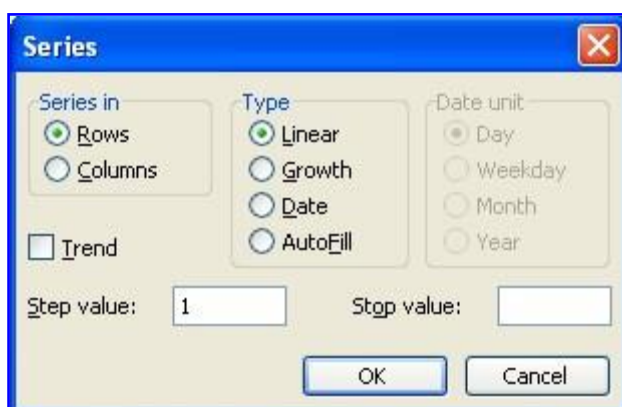 Series
Series in
Rows
Columns
Trend
Type
Linear
Growth
Date
AutoFill
Date unit
Day
Weekday
Month
Year
Step value: 1
Stop value:
OK
Cancel